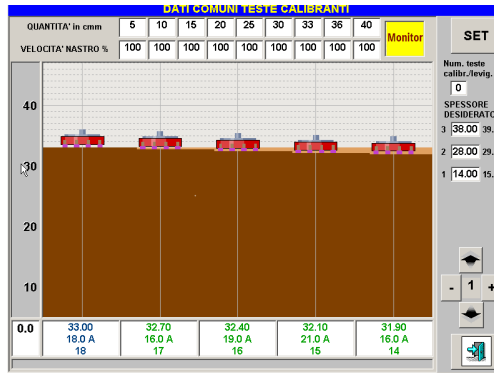 DATI COMUNI TESTE CALIBRANTI
QUANTITA' in cmm 5 10 15 20 25 30 33 36 40
VELOCITA' NASTRO % 100 100 100 100 100 100 100 100 100
Monitor
SET
Num. teste
calibr./levig.
0
SPESSORE
DESIDERATO
3 38.00 39.
2 28.00 29.
1 14.00 15.
40
30
20
10
- 1 +
0.0
33.00 32.70 32.40 32.10 31.90
18.0 A 16.0 A 19.0 A 21.0 A 16.0 A
18 17 16 15 14